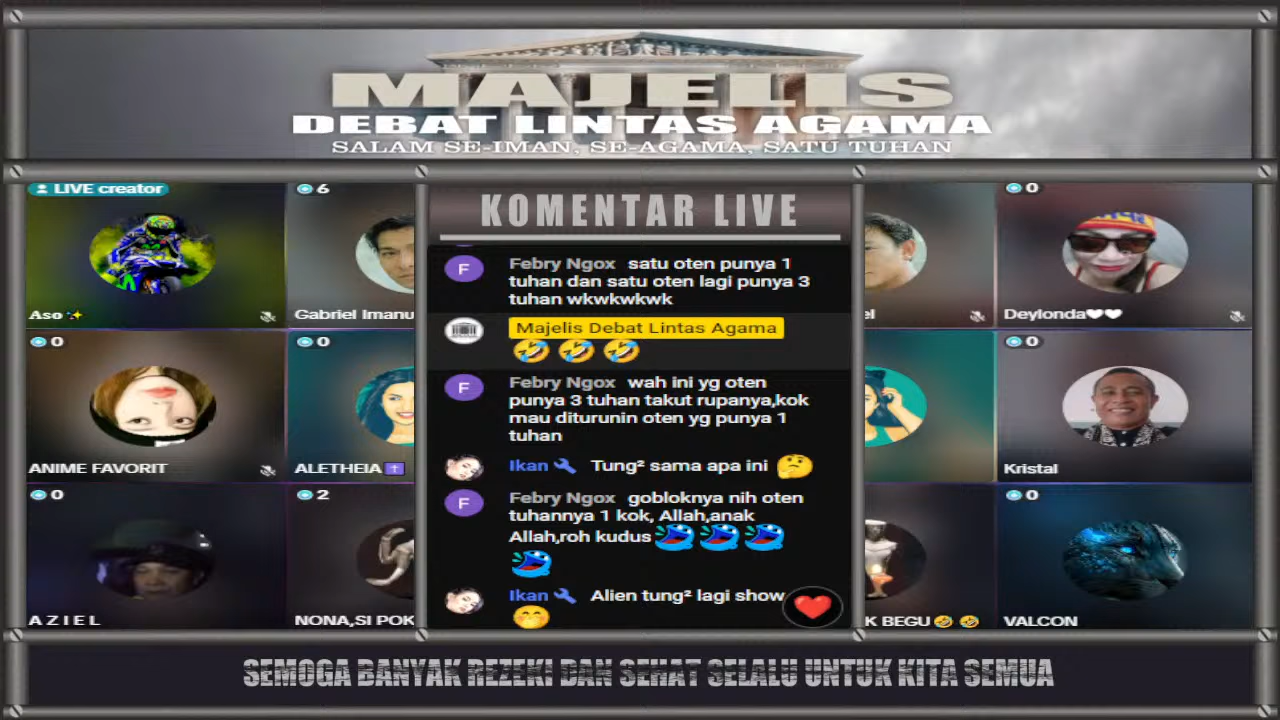 MAJELIS
DEBAT LINTAS AGAMA
SALAM SE-IMAN, SE-AGAMA, SATU TUHAN
LIVE creator
6
0
KOMENTAR LIVE
Aso
Gabriel Imanu
el
Deylonda
F
Febry Ngox satu oten punya 1
tuhan dan satu oten lagi punya 3
tuhan wkwkwkwk
Majelis Debat Lintas Agama
F
Febry Ngox wah ini yg oten
punya 3 tuhan takut rupanya,kok
mau diturunin oten yg punya 1
tuhan
Ikan Tung² sama apa ini 🤔
F
Febry Ngox gobloknya nih oten
tuhannya 1 kok, Allah,anak
Allah,roh kudus
Ikan Alien tung² lagi show
0
0
0
ANIME FAVORIT
ALETHEIA
Kristal
0
2
0
A Z I E L
NONA,SI POK
K BEGU 🤣 🤣
VALCON
SEMOGA BANYAK REZEKI DAN SEHAT SELALU UNTUK KITA SEMUA